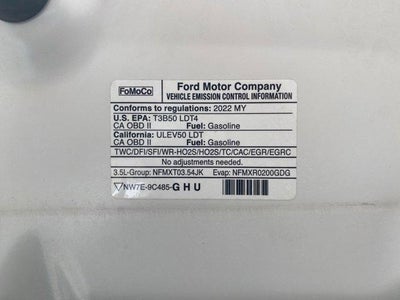 FoMoCo
Ford Motor Company
VEHICLE EMISSION CONTROL INFORMATION
Conforms to regulations: 2022 MY
U.S. EPA: T3B50 LDT4
CA OBD II Fuel: Gasoline
California: ULEV50 LDT
CA OBD II Fuel: Gasoline
TWC/DFI/SFI/WR-HO2S/HO2S/TC/CAC/EGR/EGRC
No adjustments needed.
3.5L-Group: NFMXT03.54JK Evap: NFMXR0200GDG
NW7E-9C485-GHU